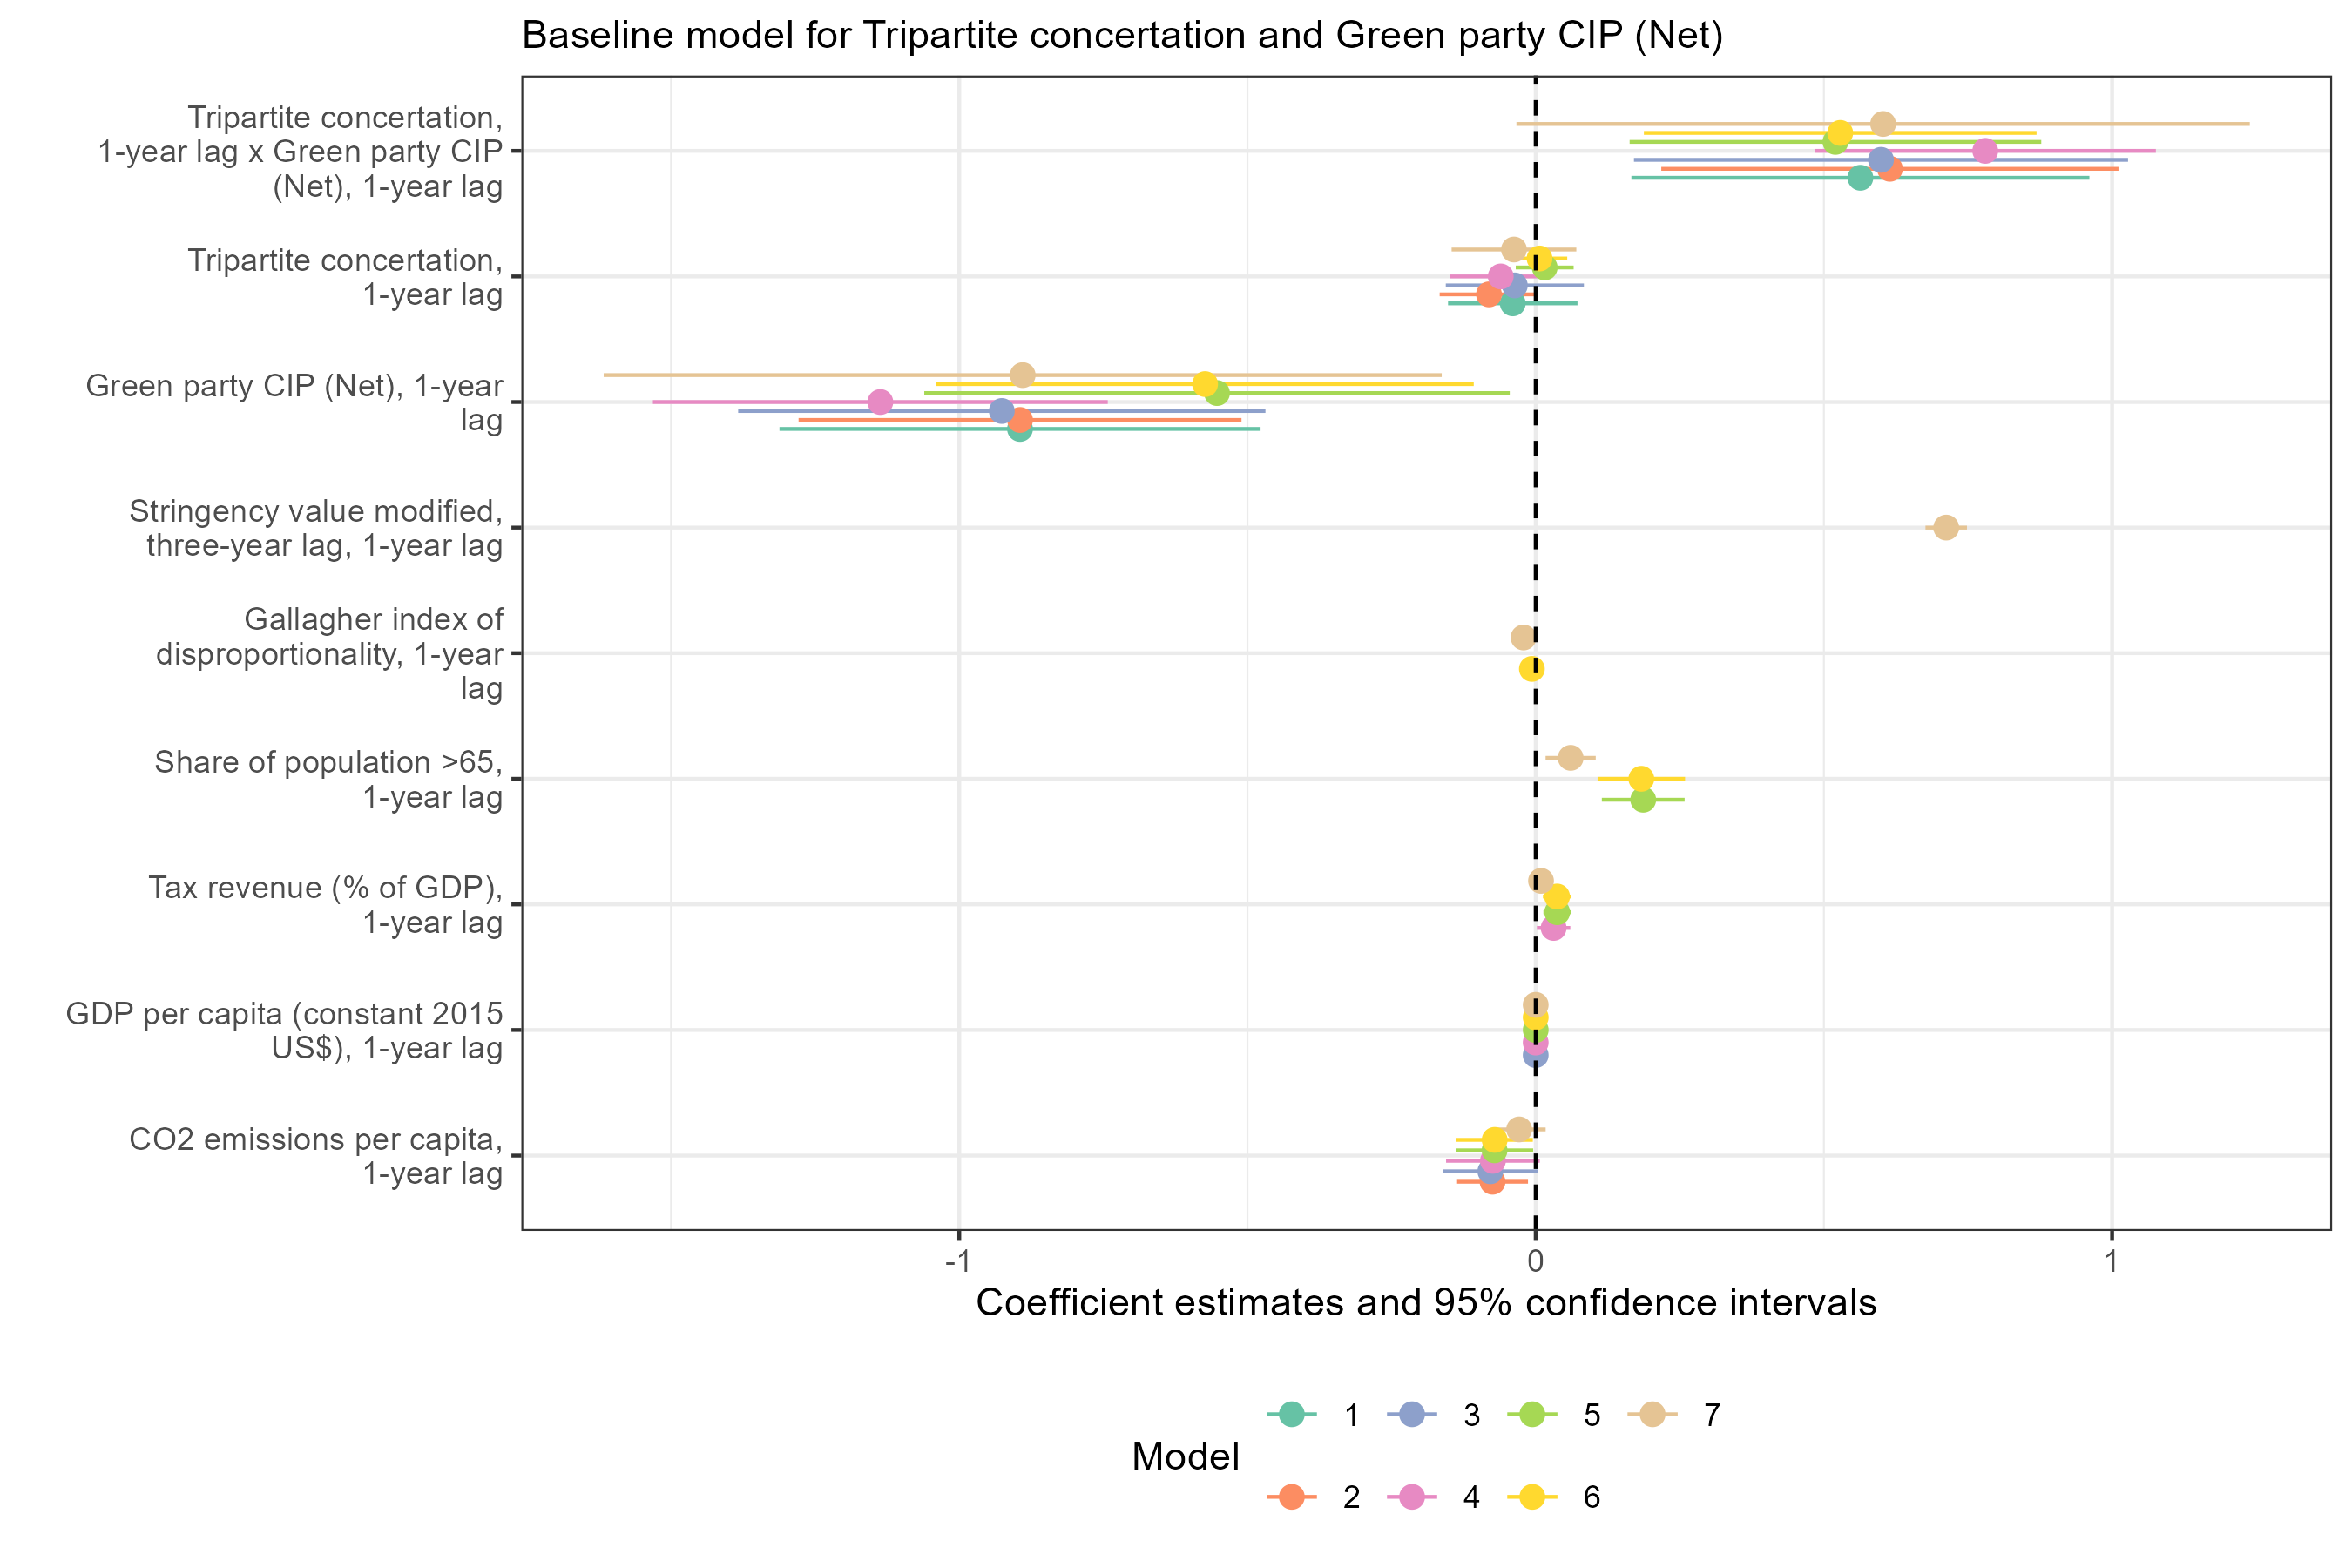 Baseline model for Tripartite concertation and Green party CIP (Net)
Tripartite concertation,
1-year lag x Green party CIP
(Net), 1-year lag
Tripartite concertation,
1-year lag
Green party CIP (Net), 1-year
lag
Stringency value modified,
three-year lag, 1-year lag
Gallagher index of
disproportionality, 1-year
lag
Share of population >65,
1-year lag
Tax revenue (% of GDP),
1-year lag
GDP per capita (constant 2015
US$), 1-year lag
CO2 emissions per capita,
1-year lag
-1 0 1
Coefficient estimates and 95% confidence intervals
Model
1 3 5 7
2 4 6